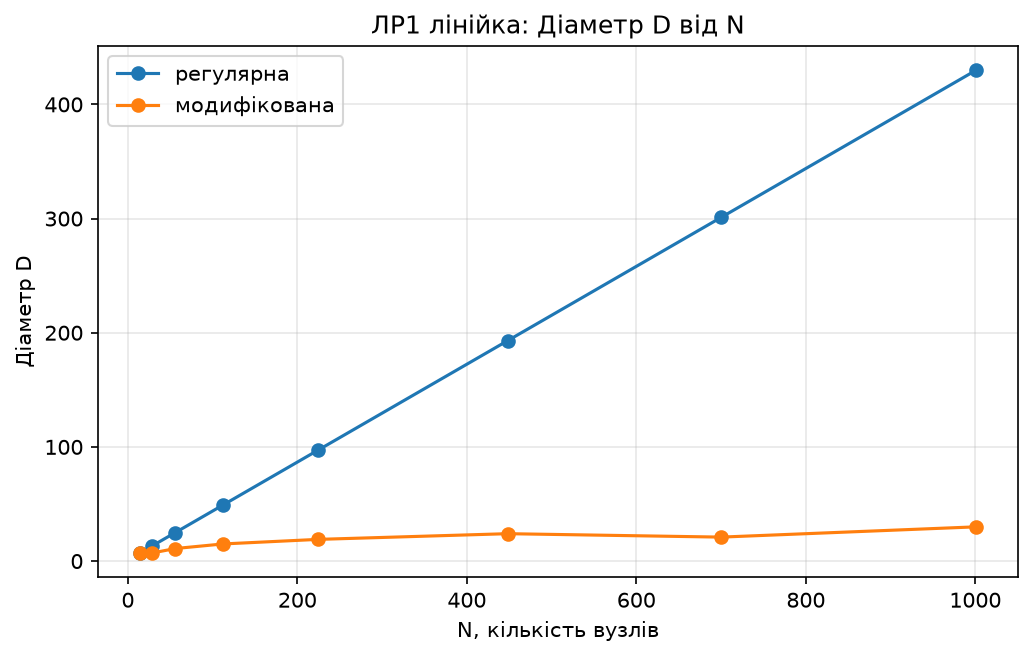 ЛР1 лінійка: Діаметр D від N
регулярна
модифікована
Діаметр D
400
300
200
100
0
0 200 400 600 800 1000
N, кількість вузлів